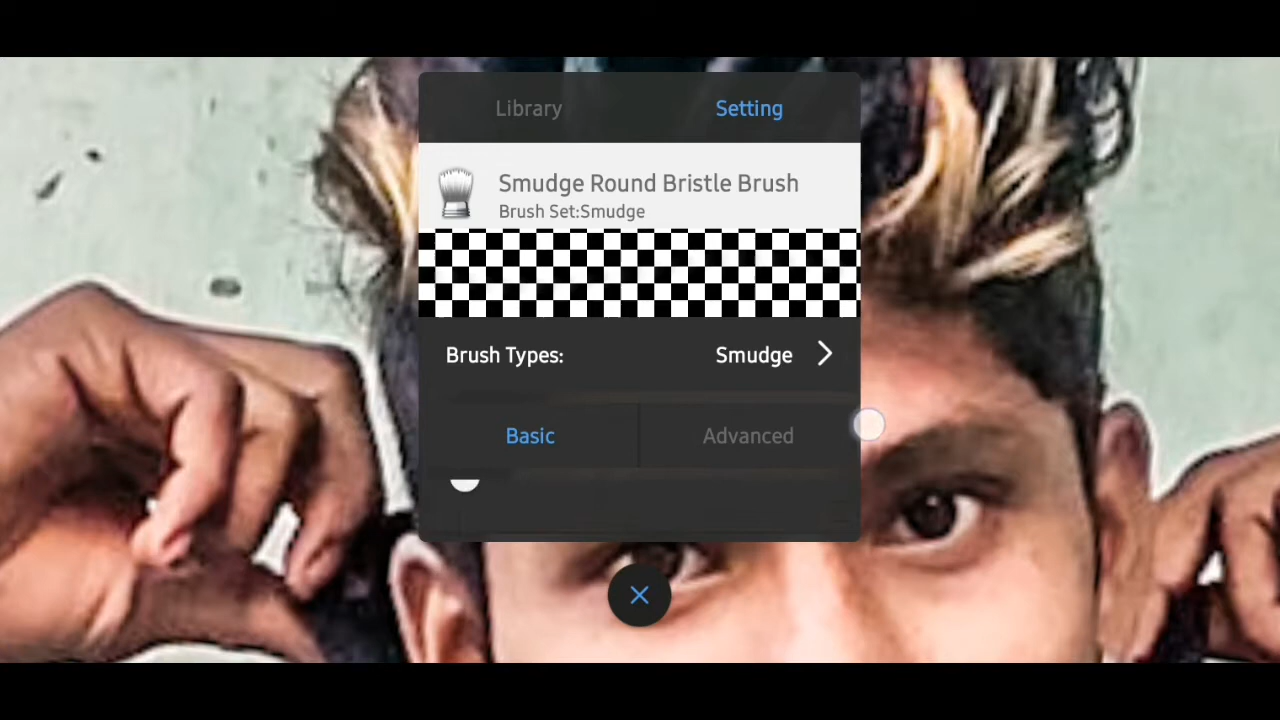 Library
Setting
Smudge Round Bristle Brush
Brush Set:Smudge
Brush Types:
Smudge
Basic
Advanced